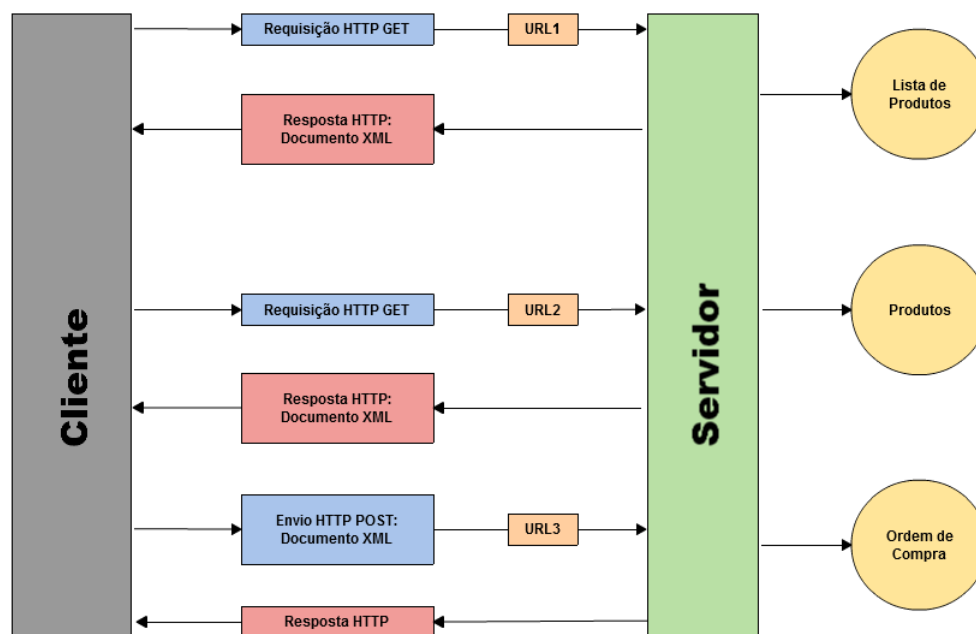 Requisição HTTP GET
URL1
Resposta HTTP:
Documento XML
Lista de
Produtos
Cliente
Servidor
Requisição HTTP GET
URL2
Produtos
Resposta HTTP:
Documento XML
Envio HTTP POST:
Documento XML
URL3
Ordem de
Compra
Resposta HTTP